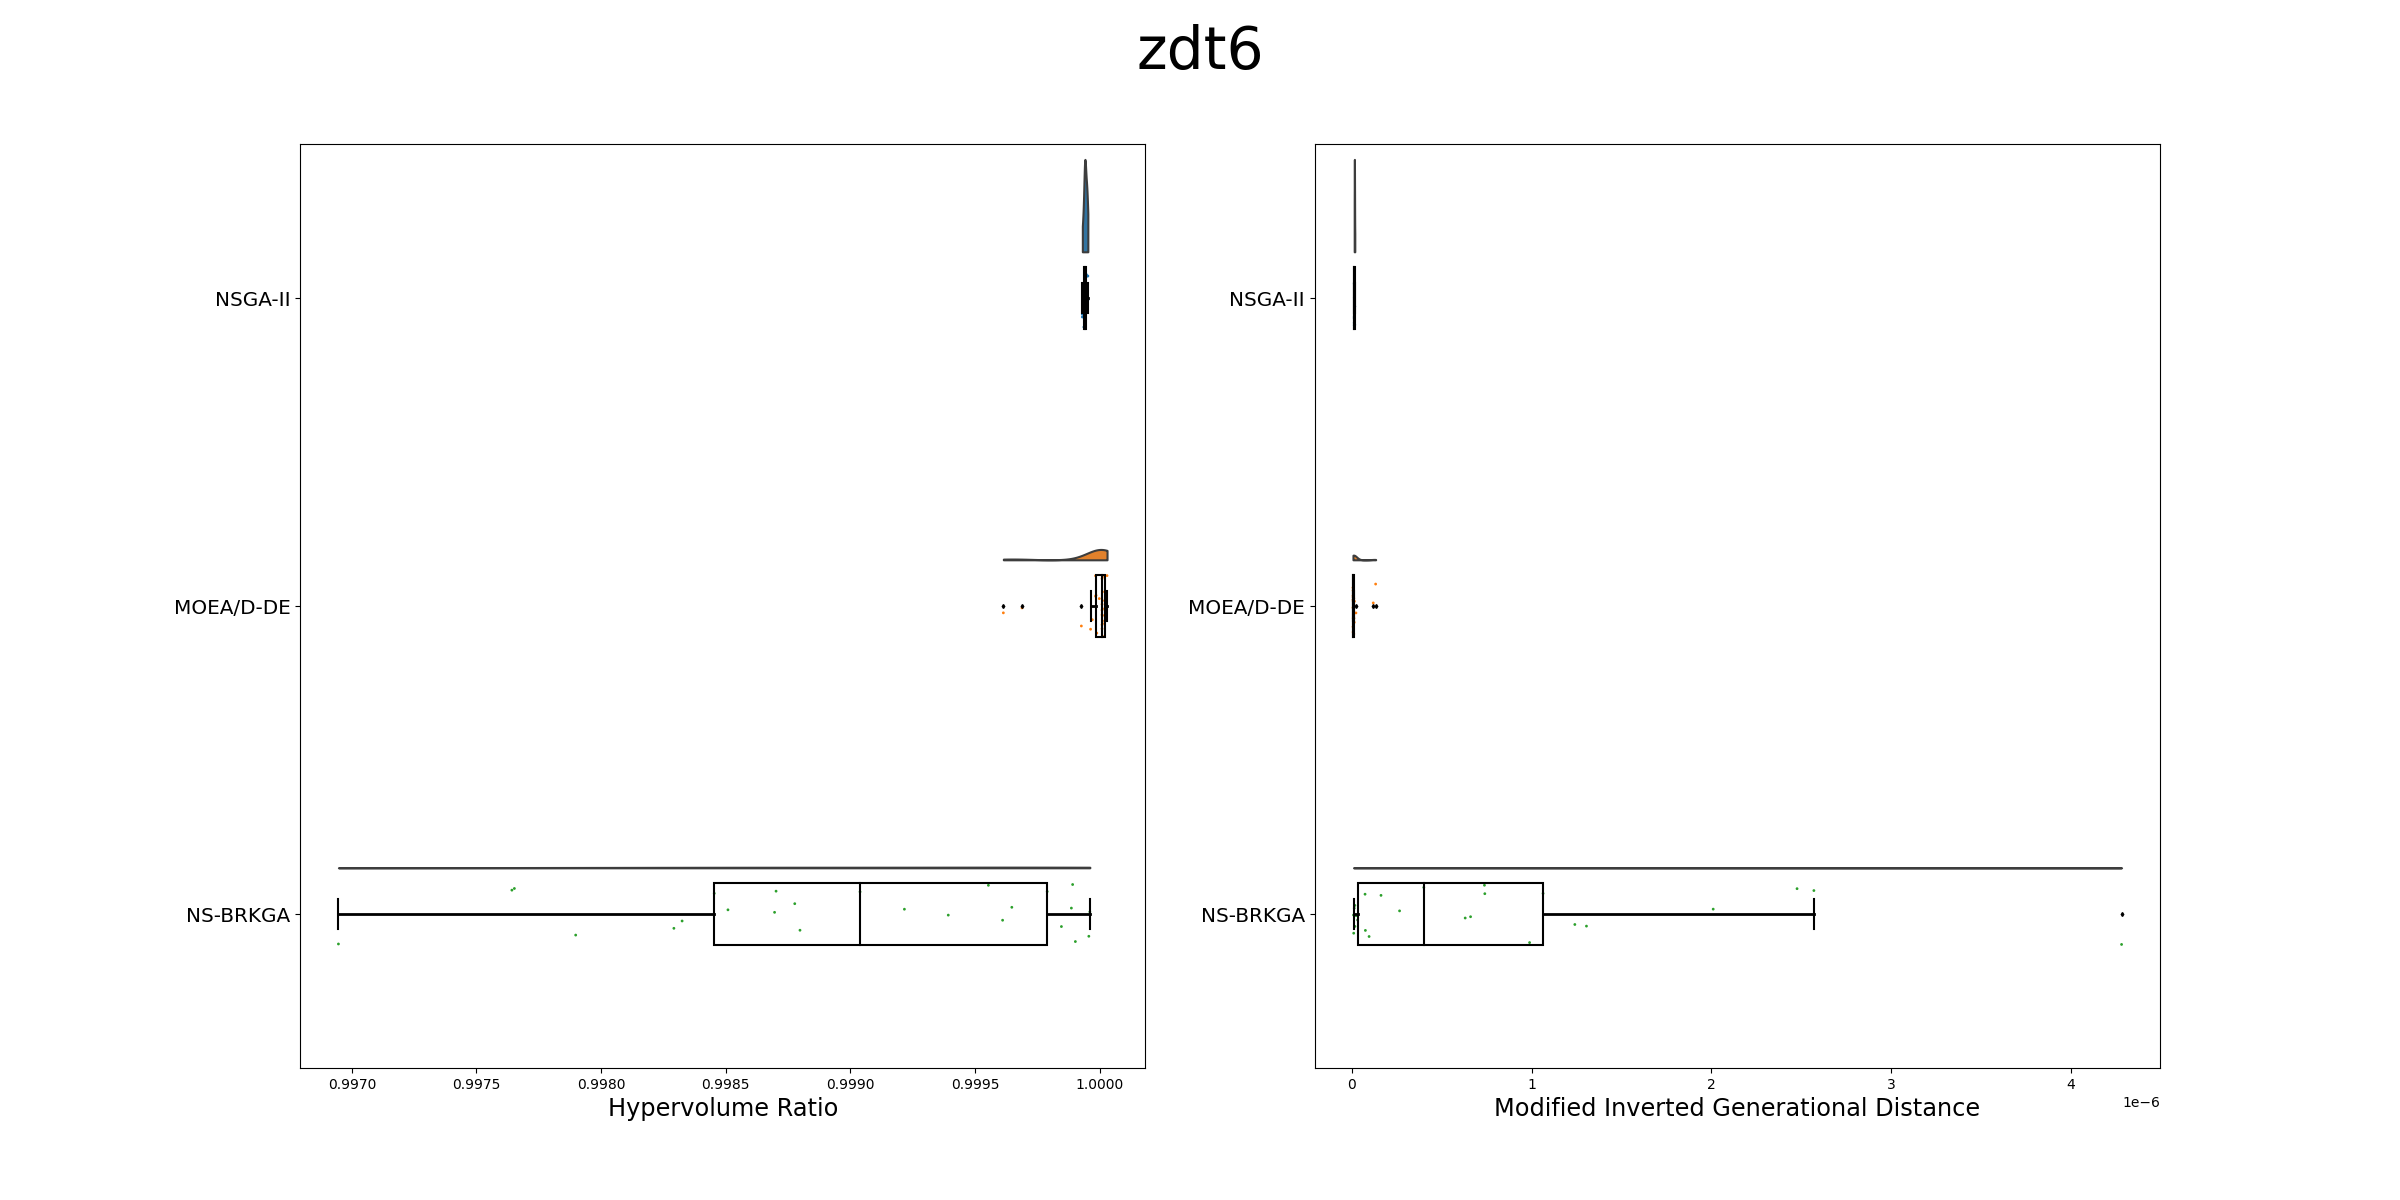 zdt6
NSGA-II
MOEA/D-DE
NS-BRKGA
0.9970 0.9975 0.9980 0.9985 0.9990 0.9995 1.0000
Hypervolume Ratio
NSGA-II
MOEA/D-DE
NS-BRKGA
0 1 2 3 4
1e−6
Modified Inverted Generational Distance